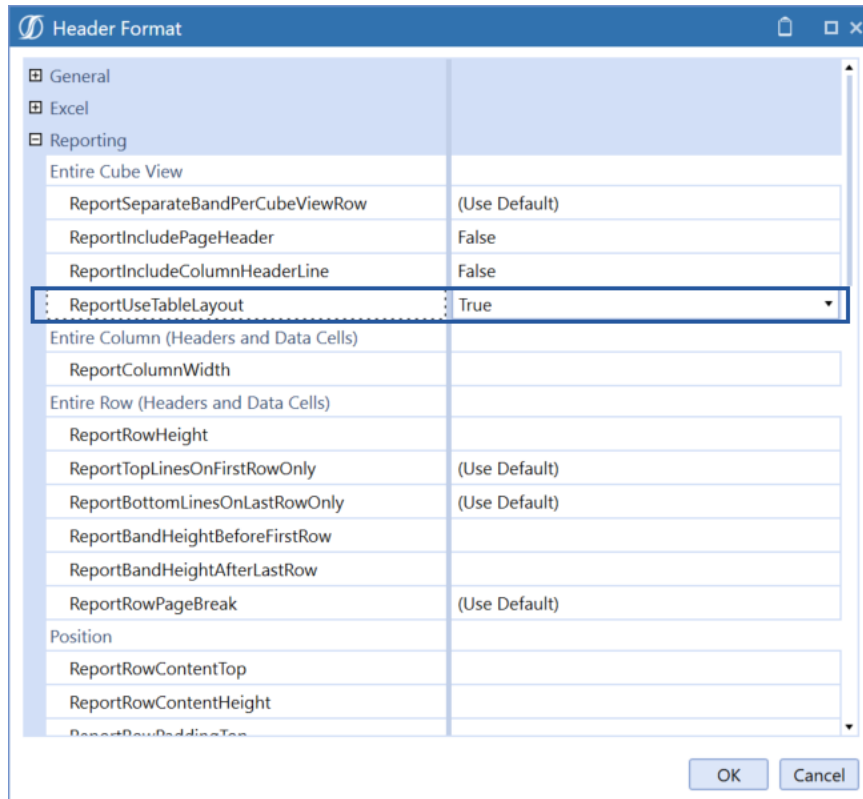 Header Format
General
Excel
Reporting
Entire Cube View
ReportSeparateBandPerCubeViewRow (Use Default)
ReportIncludePageHeader False
ReportIncludeColumnHeaderLine False
ReportUseTableLayout True
Entire Column (Headers and Data Cells)
ReportColumnWidth
Entire Row (Headers and Data Cells)
ReportRowHeight
ReportTopLinesOnFirstRowOnly (Use Default)
ReportBottomLinesOnLastRowOnly (Use Default)
ReportBandHeightBeforeFirstRow
ReportBandHeightAfterLastRow
ReportRowPageBreak (Use Default)
Position
ReportRowContentTop
ReportRowContentHeight
ReportRowPaddingTop
OK Cancel